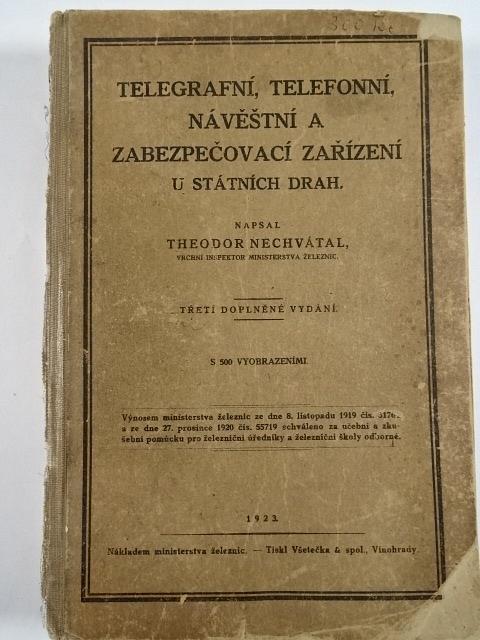 300 Kč
TELEGRAFNÍ, TELEFONNÍ,
NÁVĚŠTNÍ A
ZABEZPEČOVACÍ ZAŘÍZENÍ
U STÁTNÍCH DRAH.
NAPSAL
THEODOR NECHVÁTAL,
VRCHNÍ INSPEKTOR MINISTERSTVA ŽELEZNIC.
TŘETÍ DOPLNĚNÉ VYDÁNÍ.
S 500 VYOBRAZENÍMI.
Výnosem ministerstva železnic ze dne 8. listopadu 1919 čís.
a ze dne 27. prosince 1920 čís. 55719 schváleno za učební a zku-
šební pomůcku pro železniční úředníky a železniční školy odborné.
1923.
Nákladem ministerstva železnic. — Tiskl Všetečka & spol., Vinohrady.